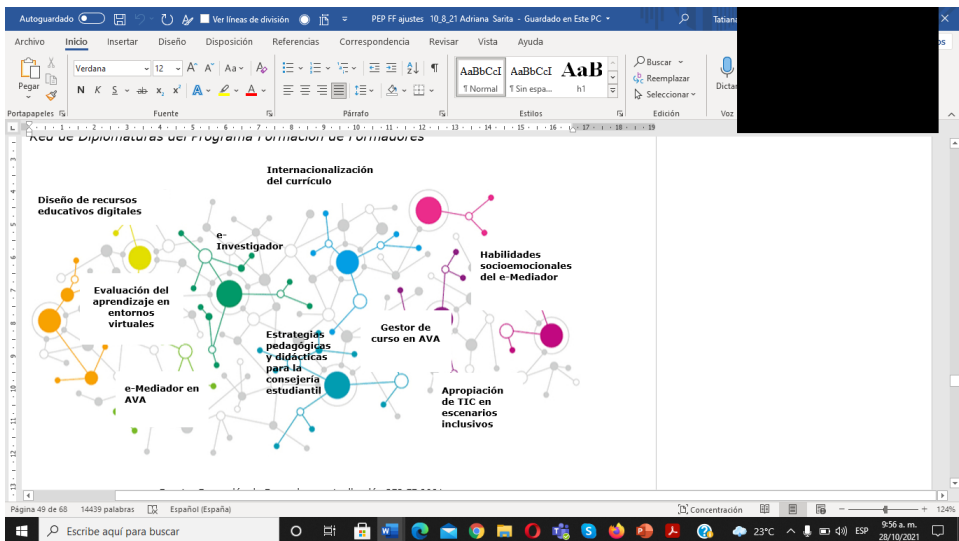 Autoguardado
Ver líneas de división
PEP FF ajustes 10_8_21 Adriana Sarita - Guardado en Este PC
Tatiana
Archivo Inicio Insertar Diseño Disposición Referencias Correspondencia Revisar Vista Ayuda
Pegar
Verdana 12
N K S ab x₂ x²
AaBbCcI AaBbCcI AaB
¶ Normal ¶ Sin espa... h1
Buscar
Reemplazar
Seleccionar
Portapapeles Fuente Párrafo Estilos Edición Voz
Red de Diplomaturas del Programa Formación de Formadores
Internacionalización
del currículo
Diseño de recursos
educativos digitales
e-
Investigador
Habilidades
socioemocionales
del e-Mediador
Evaluación del
aprendizaje en
entornos
virtuales
Gestor de
curso en AVA
Estrategias
pedagógicas
y didácticas
para la
consejería
estudiantil
e-Mediador en
AVA
Apropiación
de TIC en
escenarios
inclusivos
Página 49 de 68 14439 palabras Español (España) Concentración 124%
Escribe aquí para buscar
23°C ESP
9:56 a. m.
28/10/2021